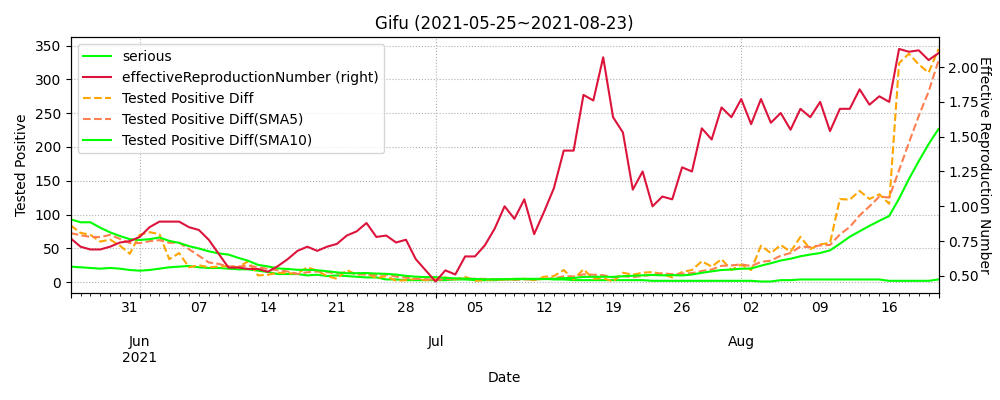 Gifu (2021-05-25~2021-08-23)
serious
effectiveReproductionNumber (right)
Tested Positive Diff
Tested Positive Diff(SMA5)
Tested Positive Diff(SMA10)
Tested Positive
350
300
250
200
150
100
50
0
Effective Reproduction Number
2.00
1.75
1.50
1.25
1.00
0.75
0.50
31 07 14 21 28 05 12 19 26 02 09 16
Jun Jul Aug
2021
Date